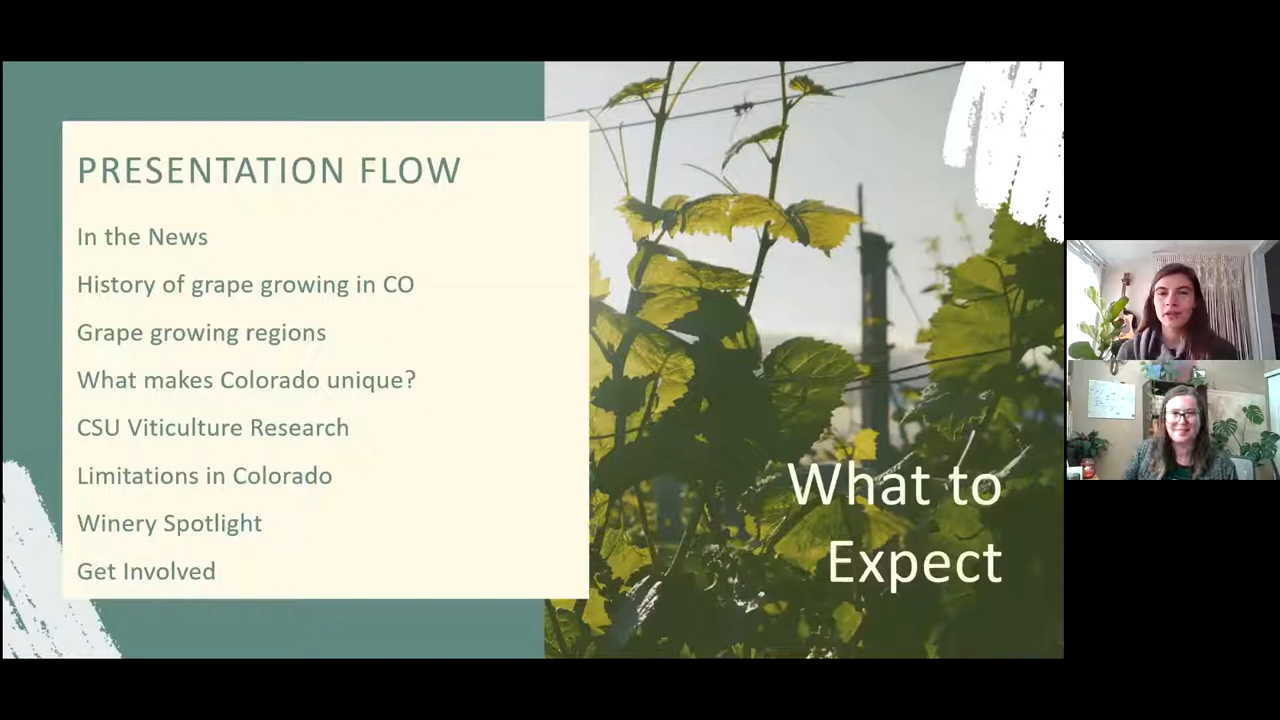 PRESENTATION FLOW
In the News
History of grape growing in CO
Grape growing regions
What makes Colorado unique?
CSU Viticulture Research
Limitations in Colorado
Winery Spotlight
Get Involved
What to
Expect